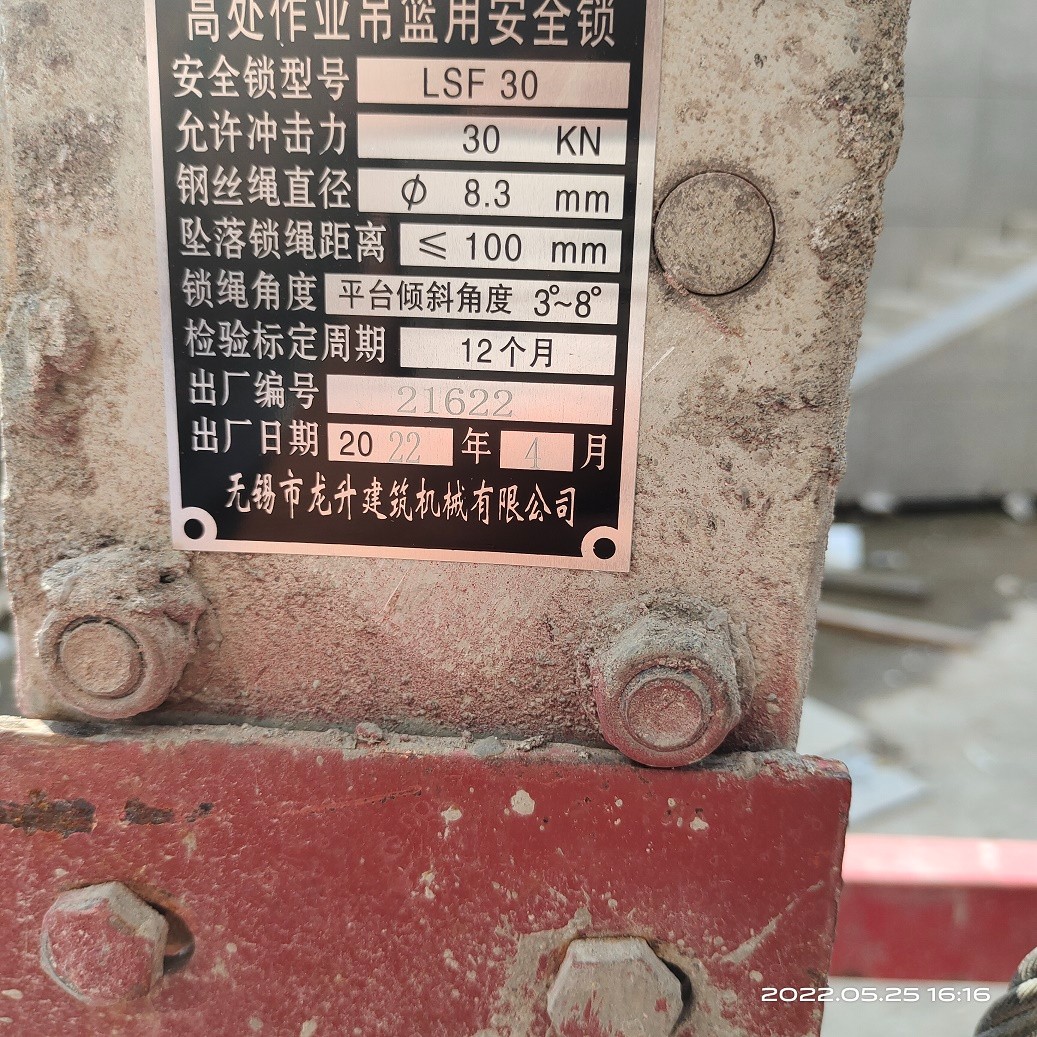 高处作业吊篮用安全锁
安全锁型号 LSF 30
允许冲击力 30 KN
钢丝绳直径 ϕ 8.3 mm
坠落锁绳距离 ≤ 100 mm
锁绳角度 平台倾斜角度 3°~8°
检验标定周期 12个月
出厂编号 21622
出厂日期 2022 年 4 月
无锡市龙升建筑机械有限公司
2022.05.25 16:16